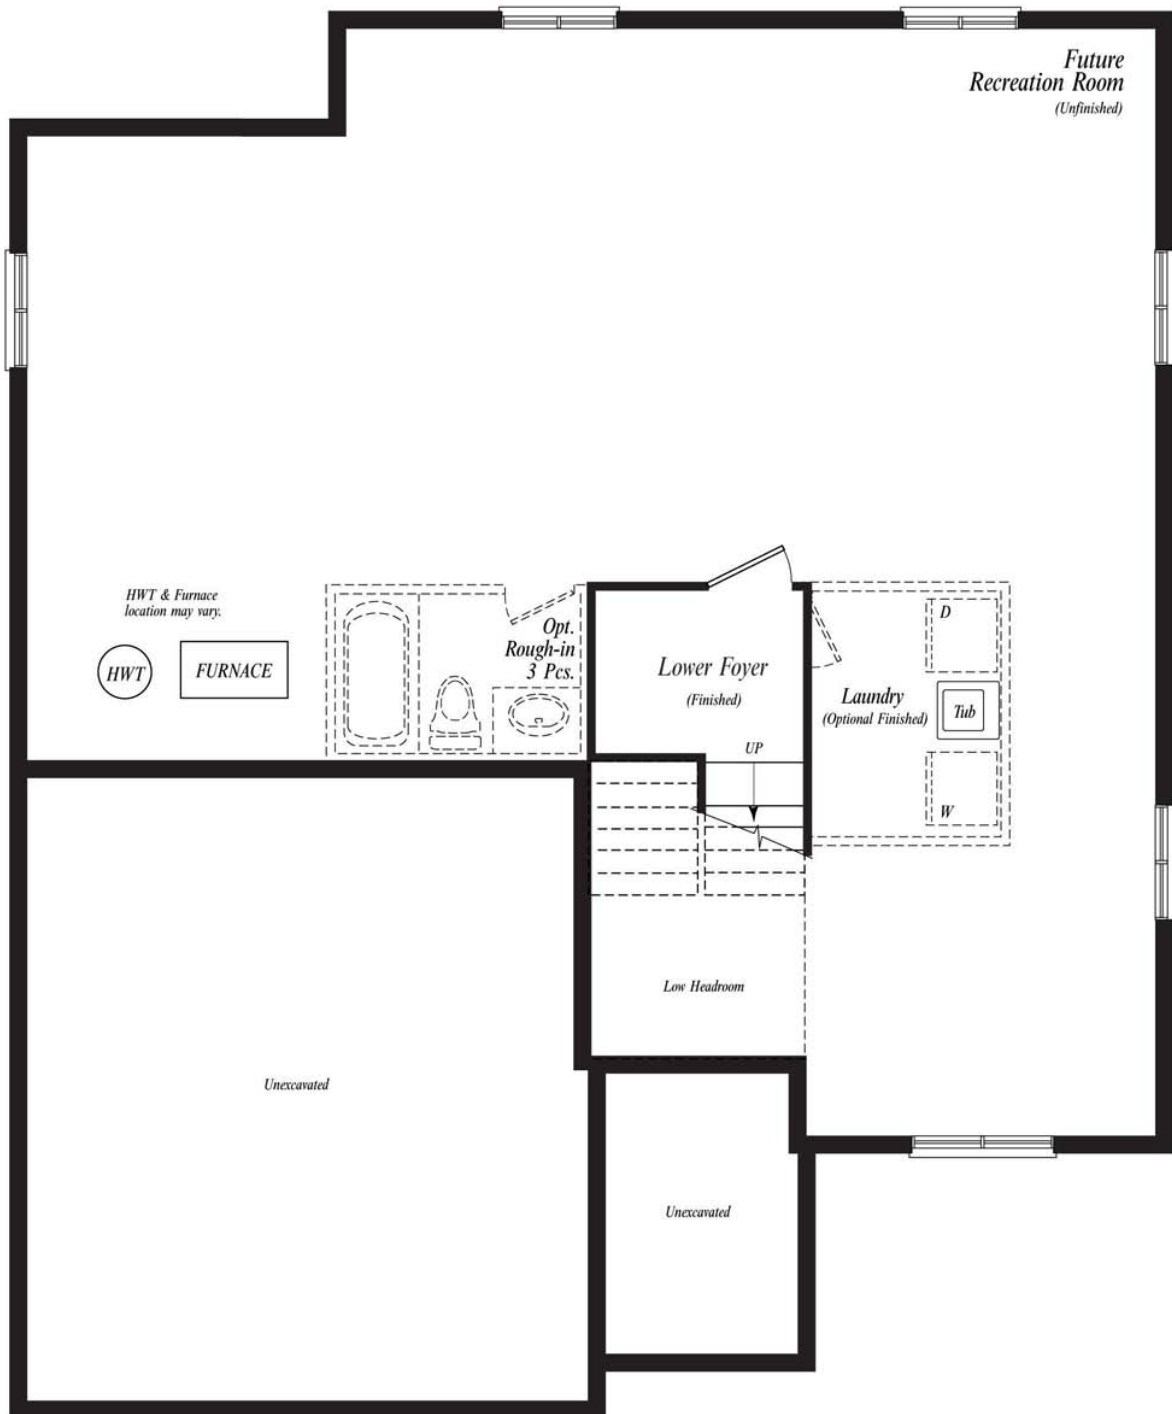 Future
Recreation Room
(Unfinished)
HWT & Furnace
location may vary.
HWT
FURNACE
Opt.
Rough-in
3 Pcs.
Lower Foyer
(Finished)
UP
D
Laundry
(Optional Finished)
Tub
W
Low Headroom
Unexcavated
Unexcavated